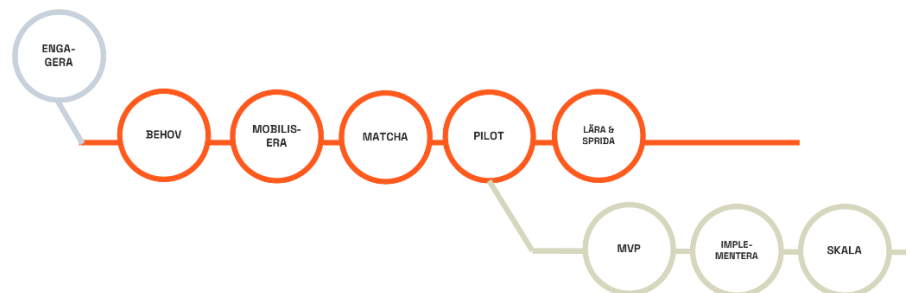 ENGA-
GERA
BEHOV
MOBILIS-
ERA
MATCHA
PILOT
LÄRA &
SPRIDA
MVP
IMPLE-
MENTERA
SKALA